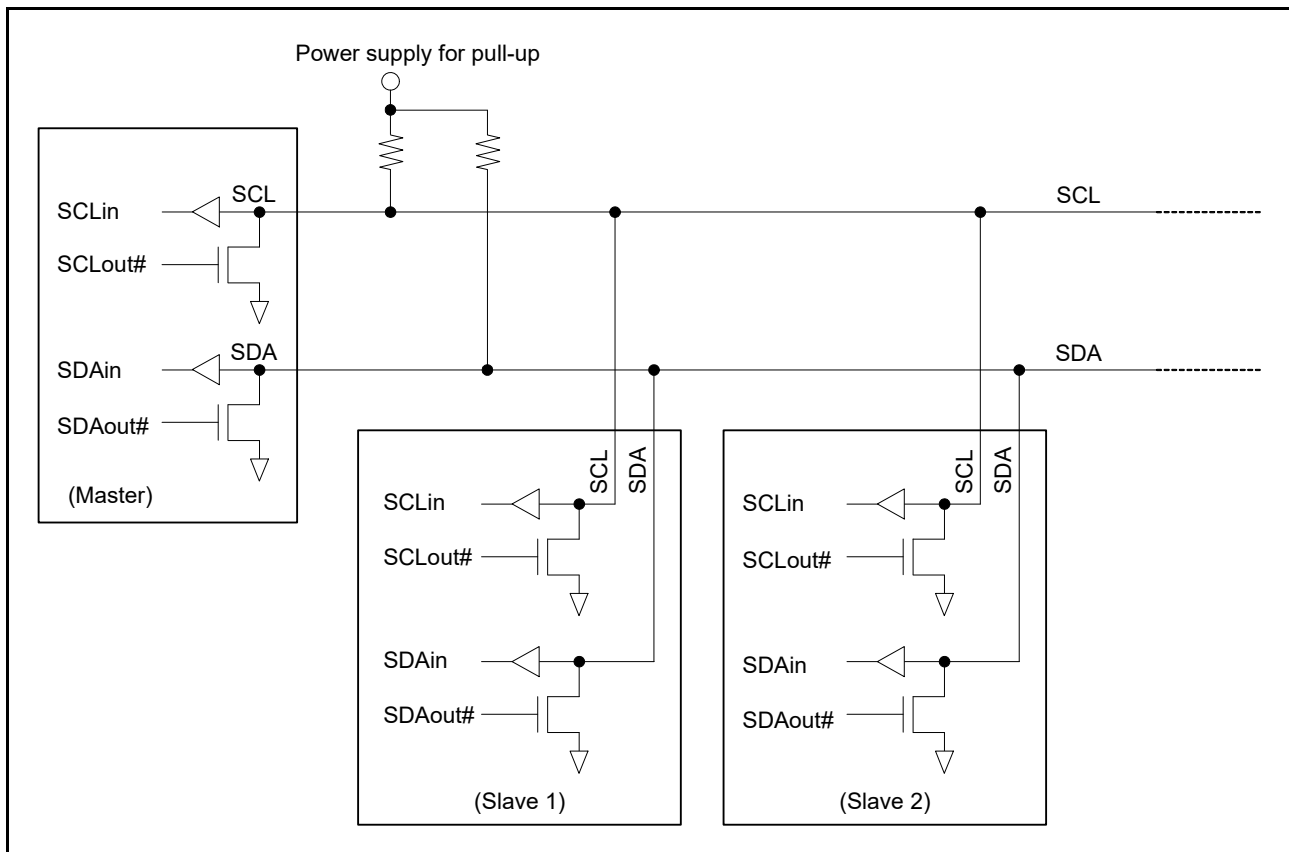 Power supply for pull-up
SCL
SCLin
SCLout#
SDA
SDAin
SDAout#
(Master)
SCL
SDA
SCL
SDA
SCLin
SCLout#
SDAin
SDAout#
(Slave 1)
SCL
SDA
SCLin
SCLout#
SDAin
SDAout#
(Slave 2)